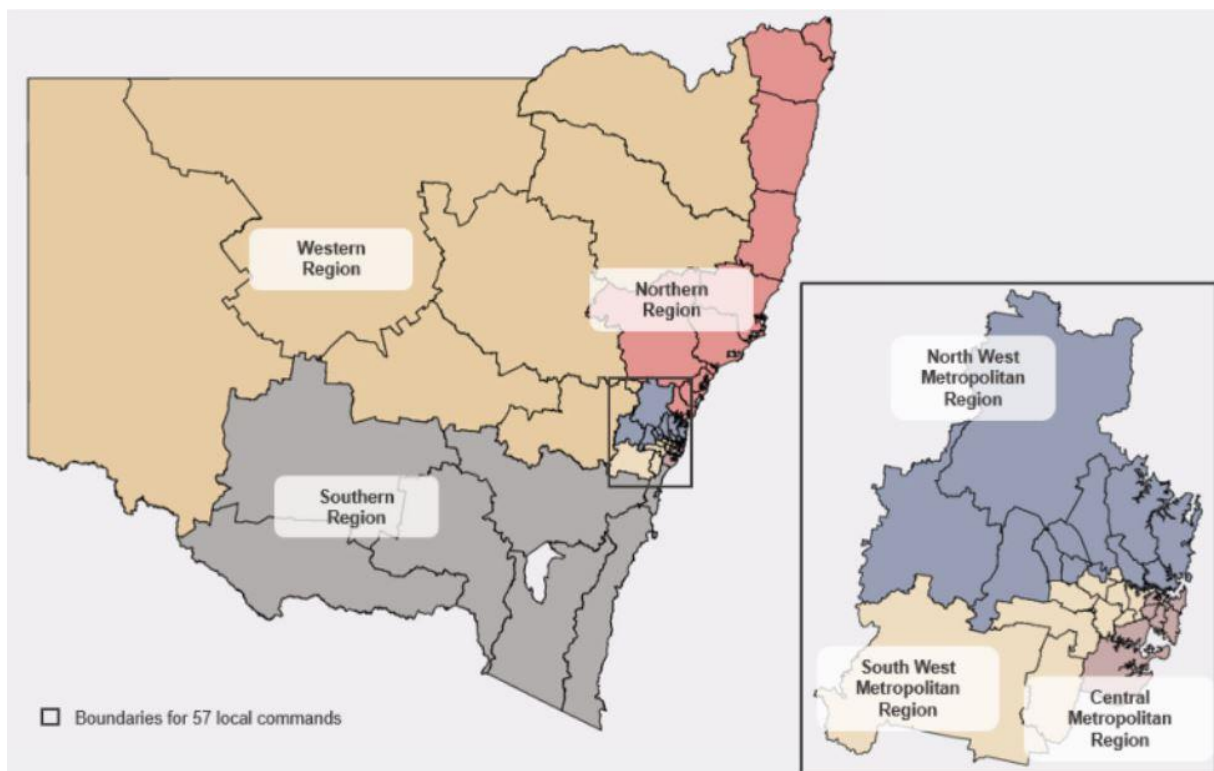 Western
Region
Northern
Region
Southern
Region
North West
Metropolitan
Region
South West
Metropolitan
Region
Central
Metropolitan
Region
Boundaries for 57 local commands